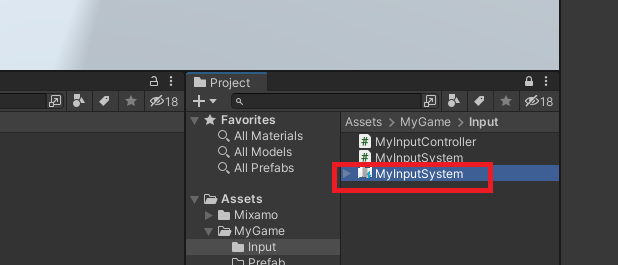 Project
18
18
Favorites
All Materials
All Models
All Prefabs
Assets
Mixamo
MyGame
Input
Prefab
Assets > MyGame > Input
MyInputController
MyInputSystem
MyInputSystem